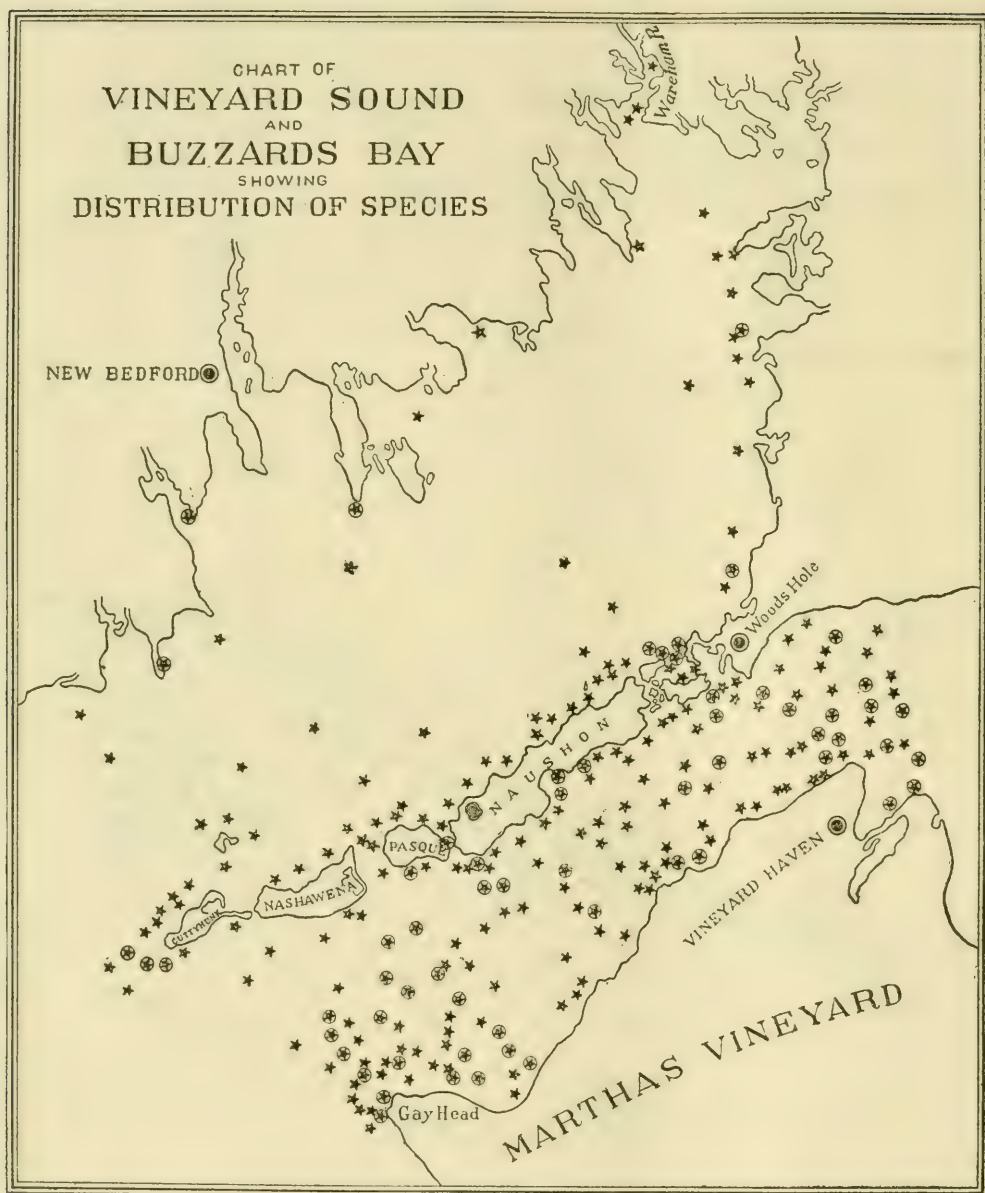 CHART OF
VINEYARD SOUND
AND
BUZZARDS BAY
SHOWING
DISTRIBUTION OF SPECIES
Wareham R
NEW BEDFORD
Woods Hole
NAUSHON
PASQUE
NASHAWENA
CUTTYHUNK
VINEYARD HAVEN
MARTHAS VINEYARD
Gay Head